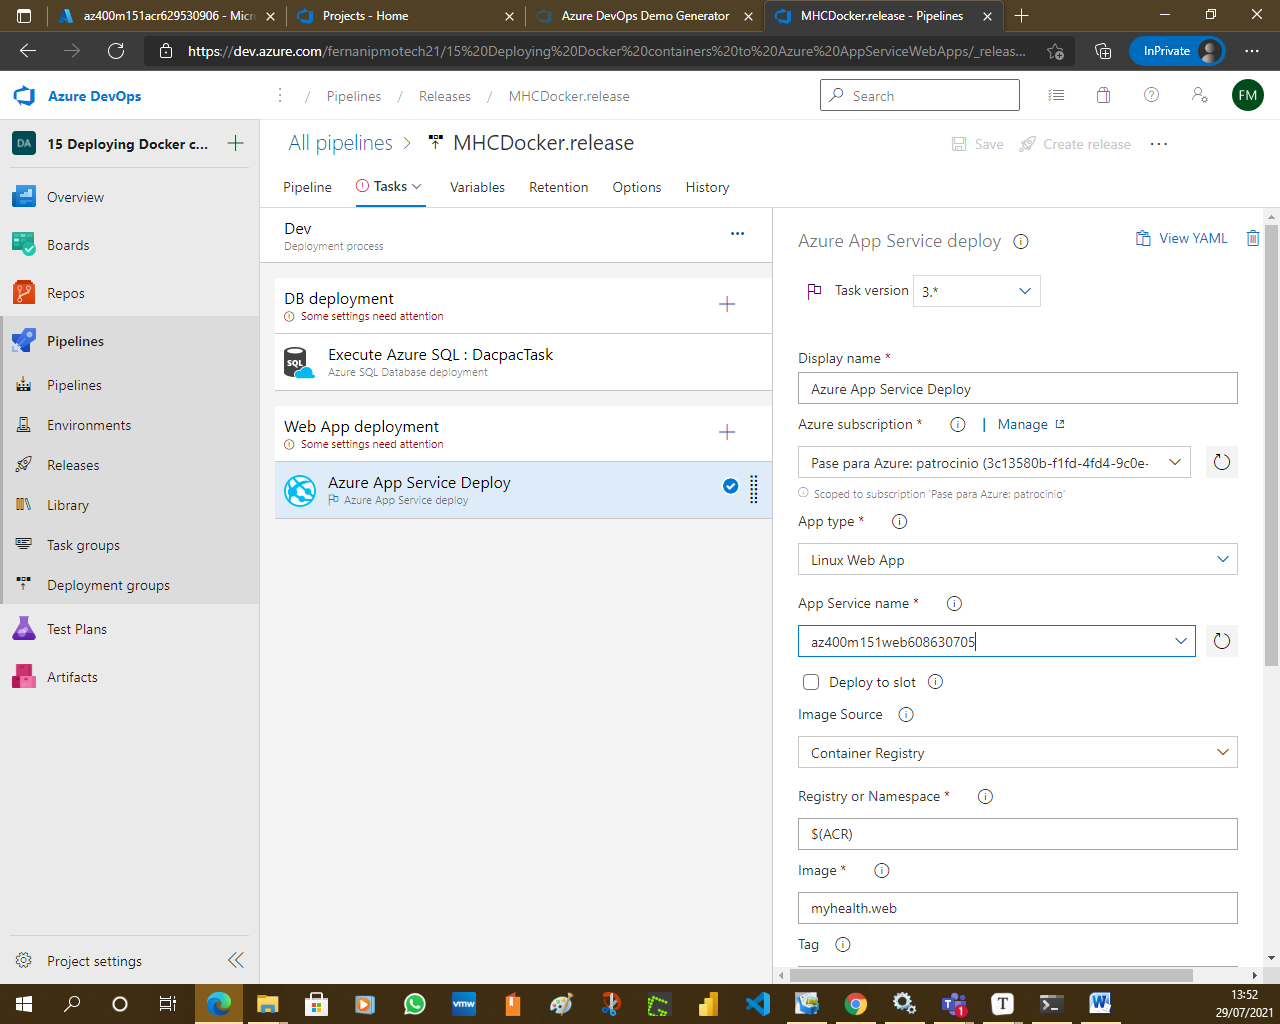 az400m151acr629530906 - Micr
Projects - Home
Azure DevOps Demo Generator
MHCDocker.release - Pipelines
https://dev.azure.com/fernanipmotech21/15%20Deploying%20Docker%20containers%20to%20Azure%20AppServiceWebApps/_releas...
InPrivate
Azure DevOps
/ Pipelines / Releases / MHCDocker.release
Search
FM
DA
15 Deploying Docker c...
All pipelines > MHCDocker.release
Save
Create release
Overview
Boards
Repos
Pipelines
Pipelines
Environments
Releases
Library
Task groups
Deployment groups
Test Plans
Artifacts
Project settings
Pipeline
Tasks
Variables
Retention
Options
History
Dev
Deployment process
DB deployment
Some settings need attention
SQL
Execute Azure SQL : DacpacTask
Azure SQL Database deployment
Web App deployment
Some settings need attention
Azure App Service Deploy
Azure App Service deploy
Azure App Service deploy
View YAML
Task version
3.*
Display name *
Azure App Service Deploy
Azure subscription *
| Manage
Pase para Azure: patrocinio (3c13580b-f1fd-4fd4-9c0e-
Scoped to subscription 'Pase para Azure: patrocinio'
App type *
Linux Web App
App Service name *
az400m151web608630705
Deploy to slot
Image Source
Container Registry
Registry or Namespace *
$(ACR)
Image *
myhealth.web
Tag
vmw
1
T
W
13:52
29/07/2021